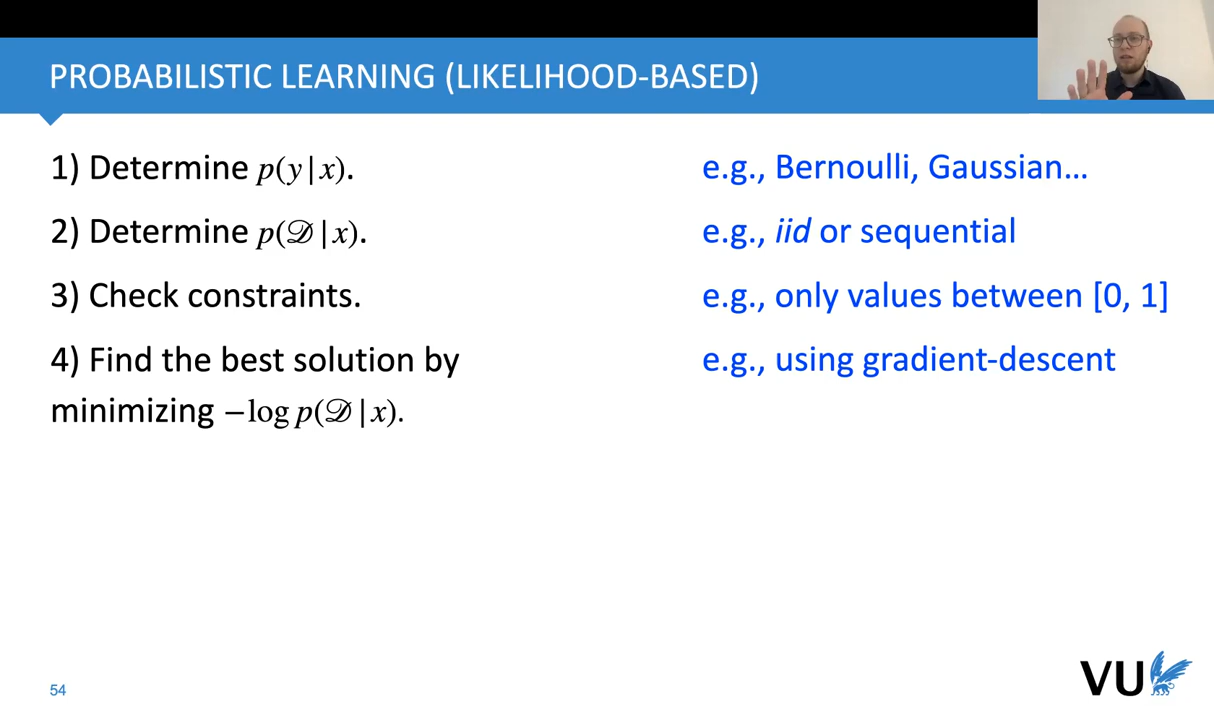 PROBABILISTIC LEARNING (LIKELIHOOD-BASED)
1) Determine p(y|x). e.g., Bernoulli, Gaussian...
2) Determine p(𝒟|x). e.g., iid or sequential
3) Check constraints. e.g., only values between [0, 1]
4) Find the best solution by e.g., using gradient-descent
minimizing −log p(𝒟|x).
54
VU